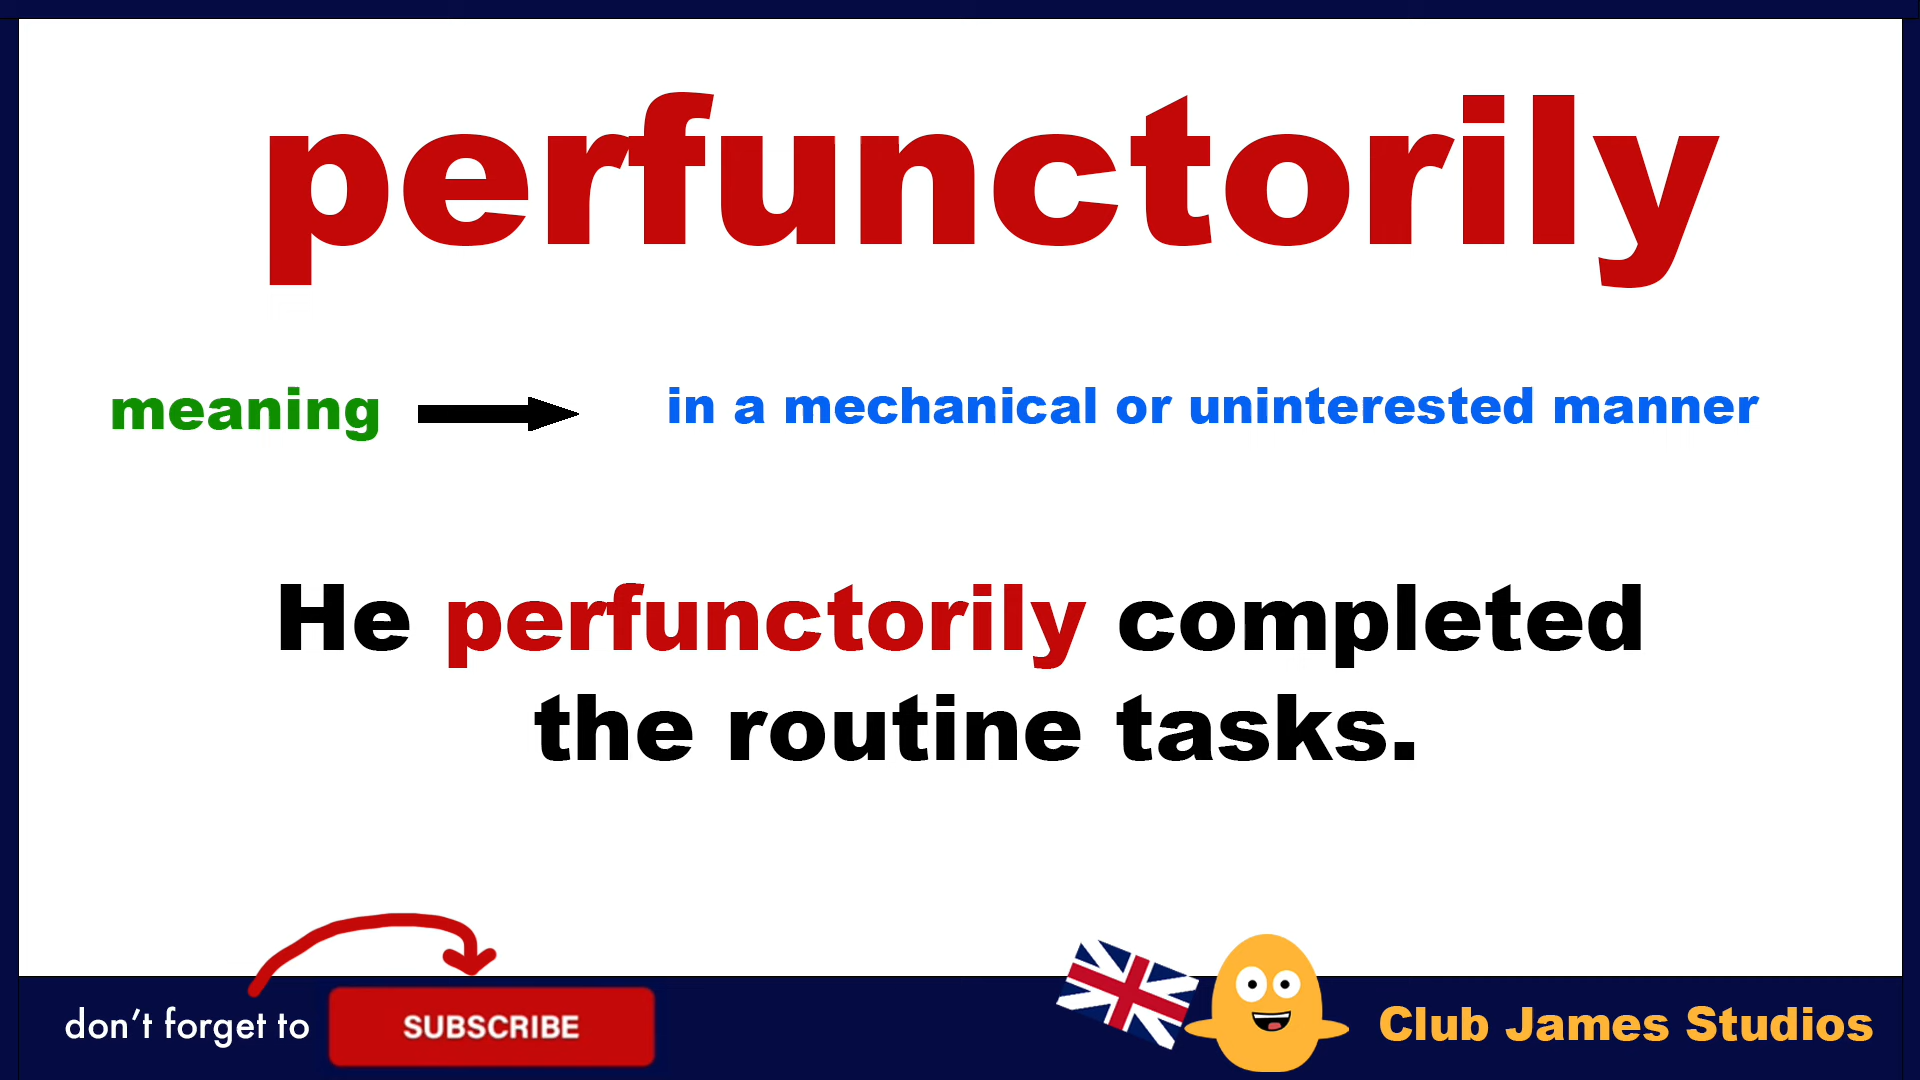 perfunctorily
meaning in a mechanical or uninterested manner
He perfunctorily completed
the routine tasks.
don't forget to SUBSCRIBE Club James Studios